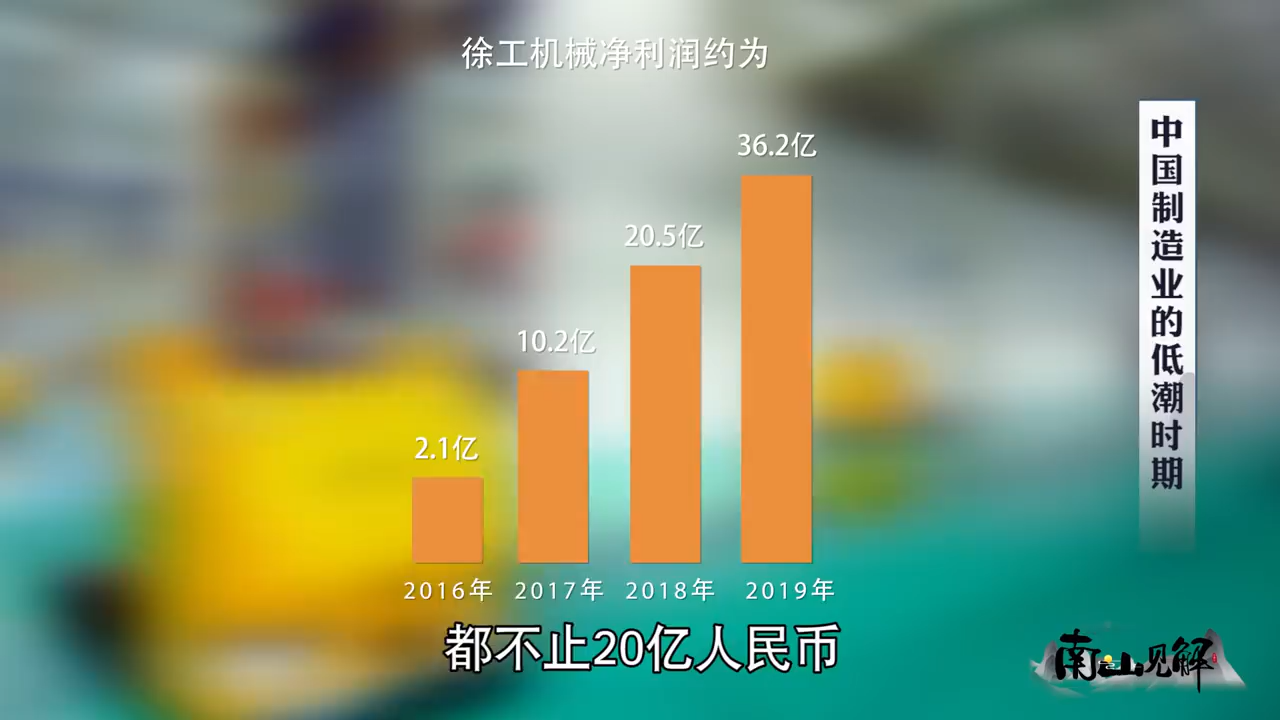 徐工机械净利润约为
36.2亿
20.5亿
10.2亿
2.1亿
2016年 2017年 2018年 2019年
都不止20亿人民币
中国制造业的低潮时期
南山见解